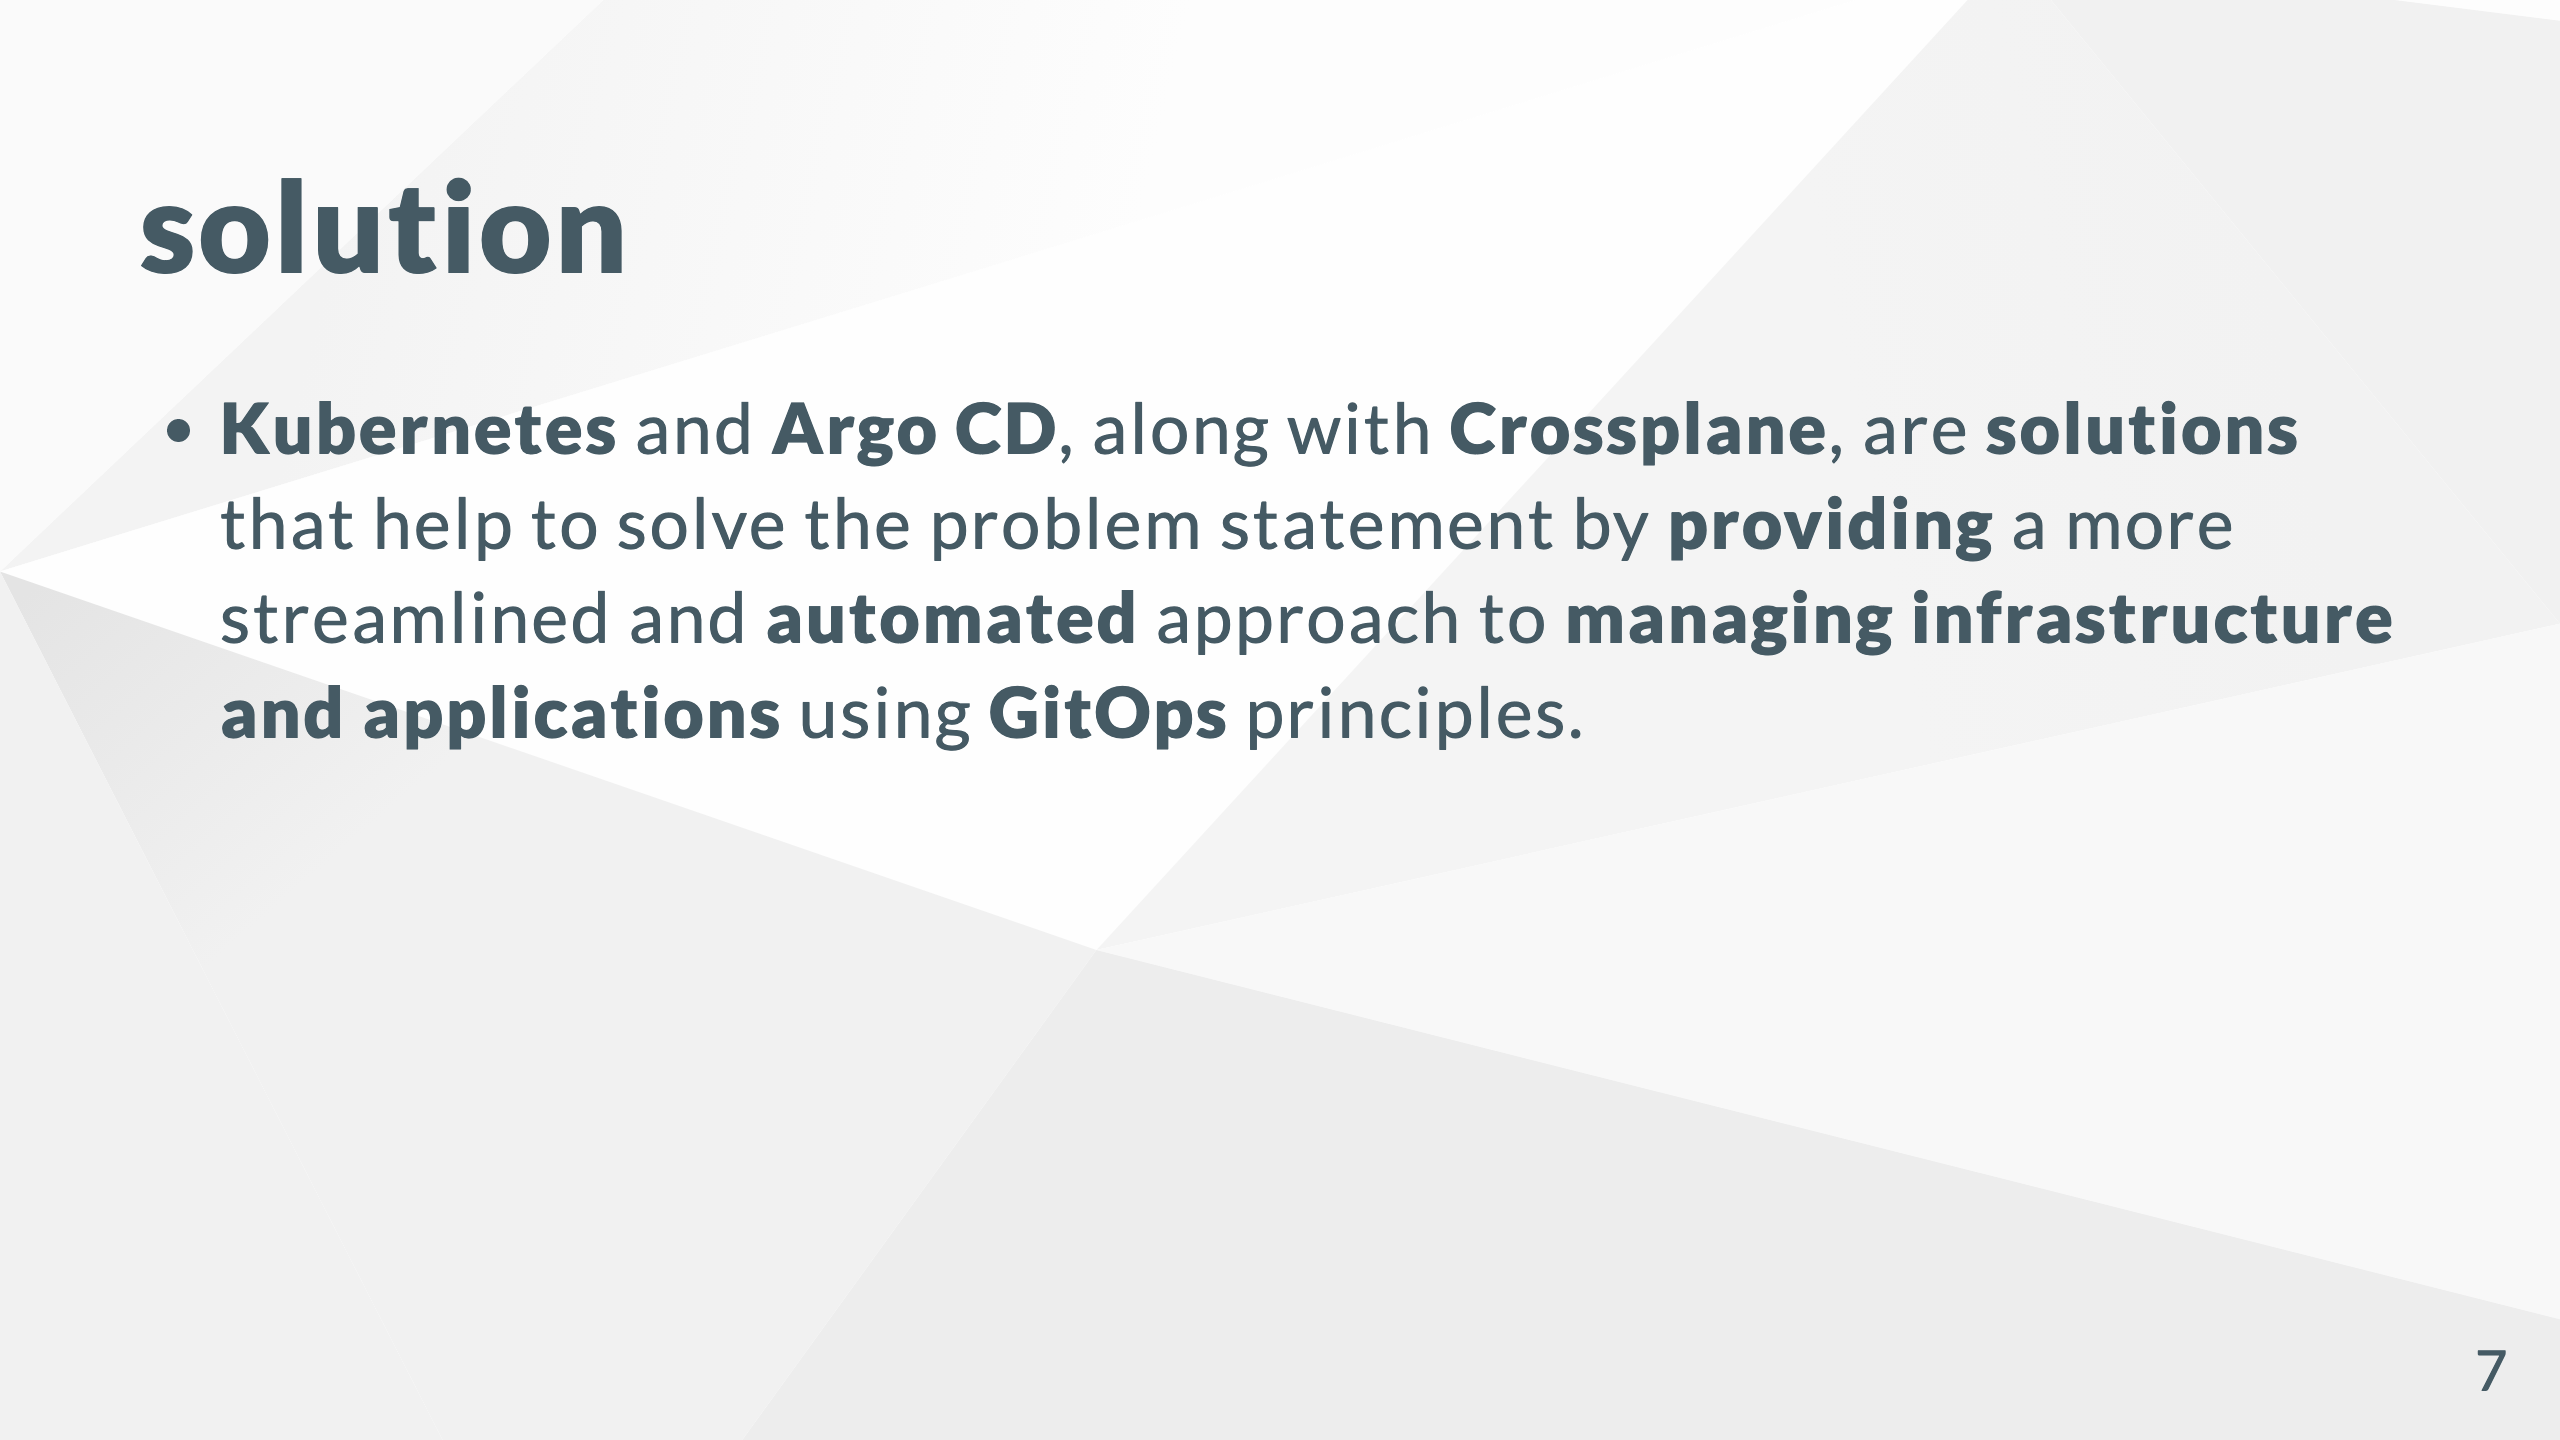 solution
• Kubernetes and Argo CD, along with Crossplane, are solutions
that help to solve the problem statement by providing a more
streamlined and automated approach to managing infrastructure
and applications using GitOps principles.
7